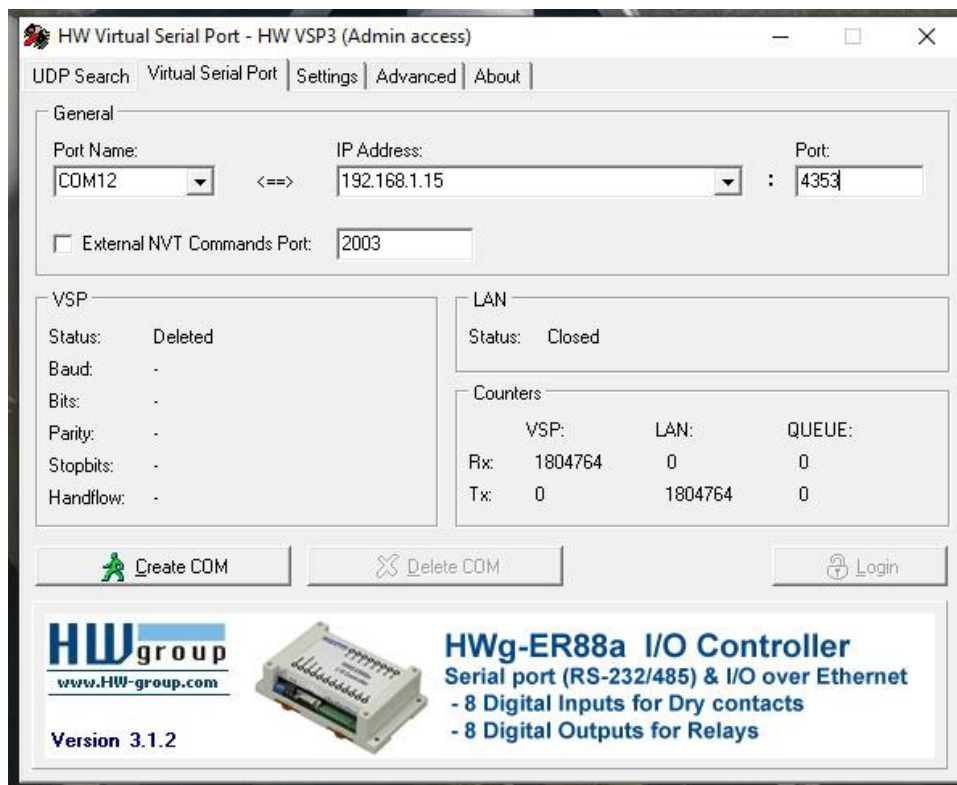 HW Virtual Serial Port - HW VSP3 (Admin access)
UDP Search Virtual Serial Port Settings Advanced About
General
Port Name: IP Address: Port:
COM12 <==> 192.168.1.15 : 4353
External NVT Commands Port: 2003
VSP
Status: Deleted
Baud: -
Bits: -
Parity: -
Stopbits: -
Handflow: -
LAN
Status: Closed
Counters
VSP: LAN: QUEUE:
Rx: 1804764 0 0
Tx: 0 1804764 0
Create COM Delete COM Login
HW group
www.HW-group.com
Version 3.1.2
HWg-ER88a I/O Controller
Serial port (RS-232/485) & I/O over Ethernet
- 8 Digital Inputs for Dry contacts
- 8 Digital Outputs for Relays